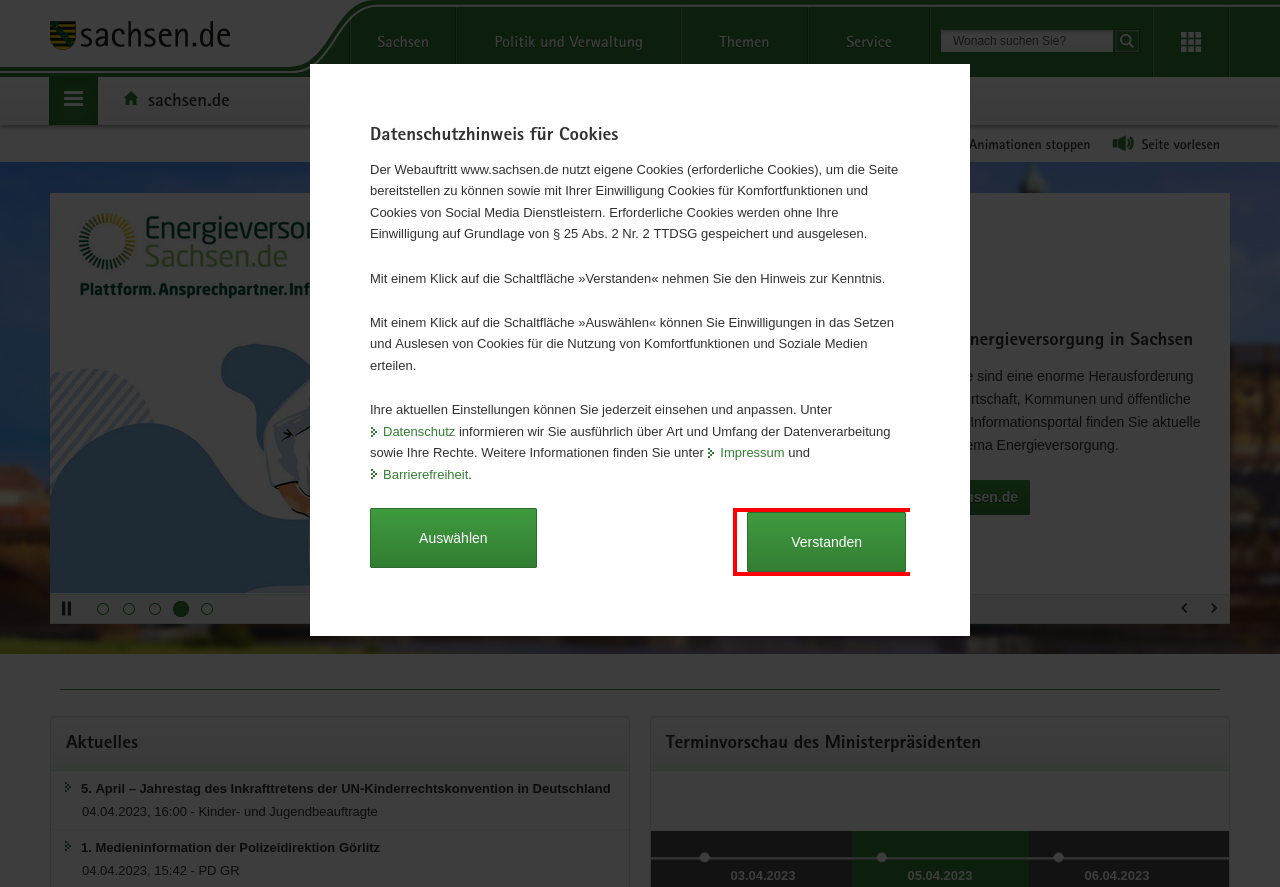 sachsen.de
Sachsen
Politik und Verwaltung
Themen
Service
Wonach suchen Sie?
sachsen.de
Animationen stoppen
Seite vorlesen
Energieversor
Sachsen.de
Plattform. Ansprechpartner. Inf
Datenschutzhinweis für Cookies
Der Webauftritt www.sachsen.de nutzt eigene Cookies (erforderliche Cookies), um die Seite
bereitstellen zu können sowie mit Ihrer Einwilligung Cookies für Komfortfunktionen und
Cookies von Social Media Dienstleistern. Erforderliche Cookies werden ohne Ihre
Einwilligung auf Grundlage von § 25 Abs. 2 Nr. 2 TTDSG gespeichert und ausgelesen.
Mit einem Klick auf die Schaltfläche »Verstanden« nehmen Sie den Hinweis zur Kenntnis.
Mit einem Klick auf die Schaltfläche »Auswählen« können Sie Einwilligungen in das Setzen
und Auslesen von Cookies für die Nutzung von Komfortfunktionen und Soziale Medien
erteilen.
Ihre aktuellen Einstellungen können Sie jederzeit einsehen und anpassen. Unter
Datenschutz informieren wir Sie ausführlich über Art und Umfang der Datenverarbeitung
sowie Ihre Rechte. Weitere Informationen finden Sie unter Impressum und
Barrierefreiheit.
Auswählen
Verstanden
nergieversorgung in Sachsen
e sind eine enorme Herausforderung
rtschaft, Kommunen und öffentliche
Informationsportal finden Sie aktuelle
ema Energieversorgung.
hsen.de
Aktuelles
5. April – Jahrestag des Inkrafttretens der UN-Kinderrechtskonvention in Deutschland
04.04.2023, 16:00 - Kinder- und Jugendbeauftragte
1. Medieninformation der Polizeidirektion Görlitz
04.04.2023, 15:42 - PD GR
Terminvorschau des Ministerpräsidenten
03.04.2023
05.04.2023
06.04.2023